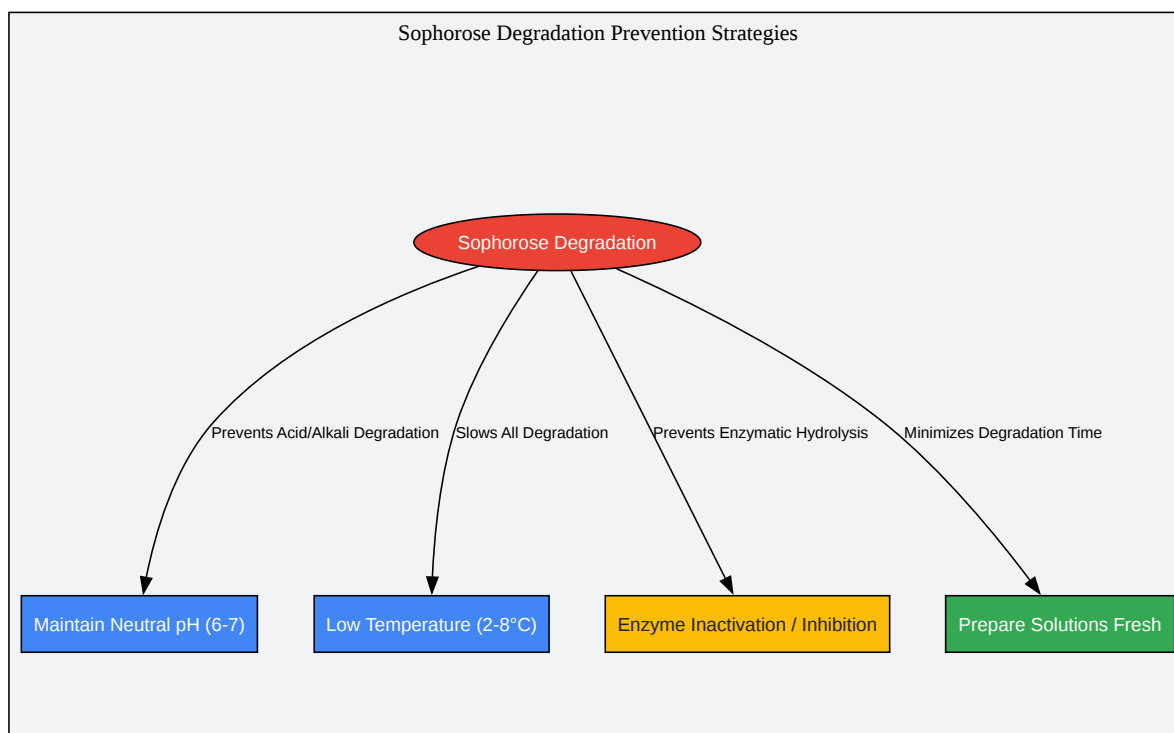 Sophorose Degradation Prevention Strategies
Sophorose Degradation
Prevents Acid/Alkali Degradation
Slows All Degradation
Prevents Enzymatic Hydrolysis
Minimizes Degradation Time
Maintain Neutral pH (6-7)
Low Temperature (2-8°C)
Enzyme Inactivation / Inhibition
Prepare Solutions Fresh